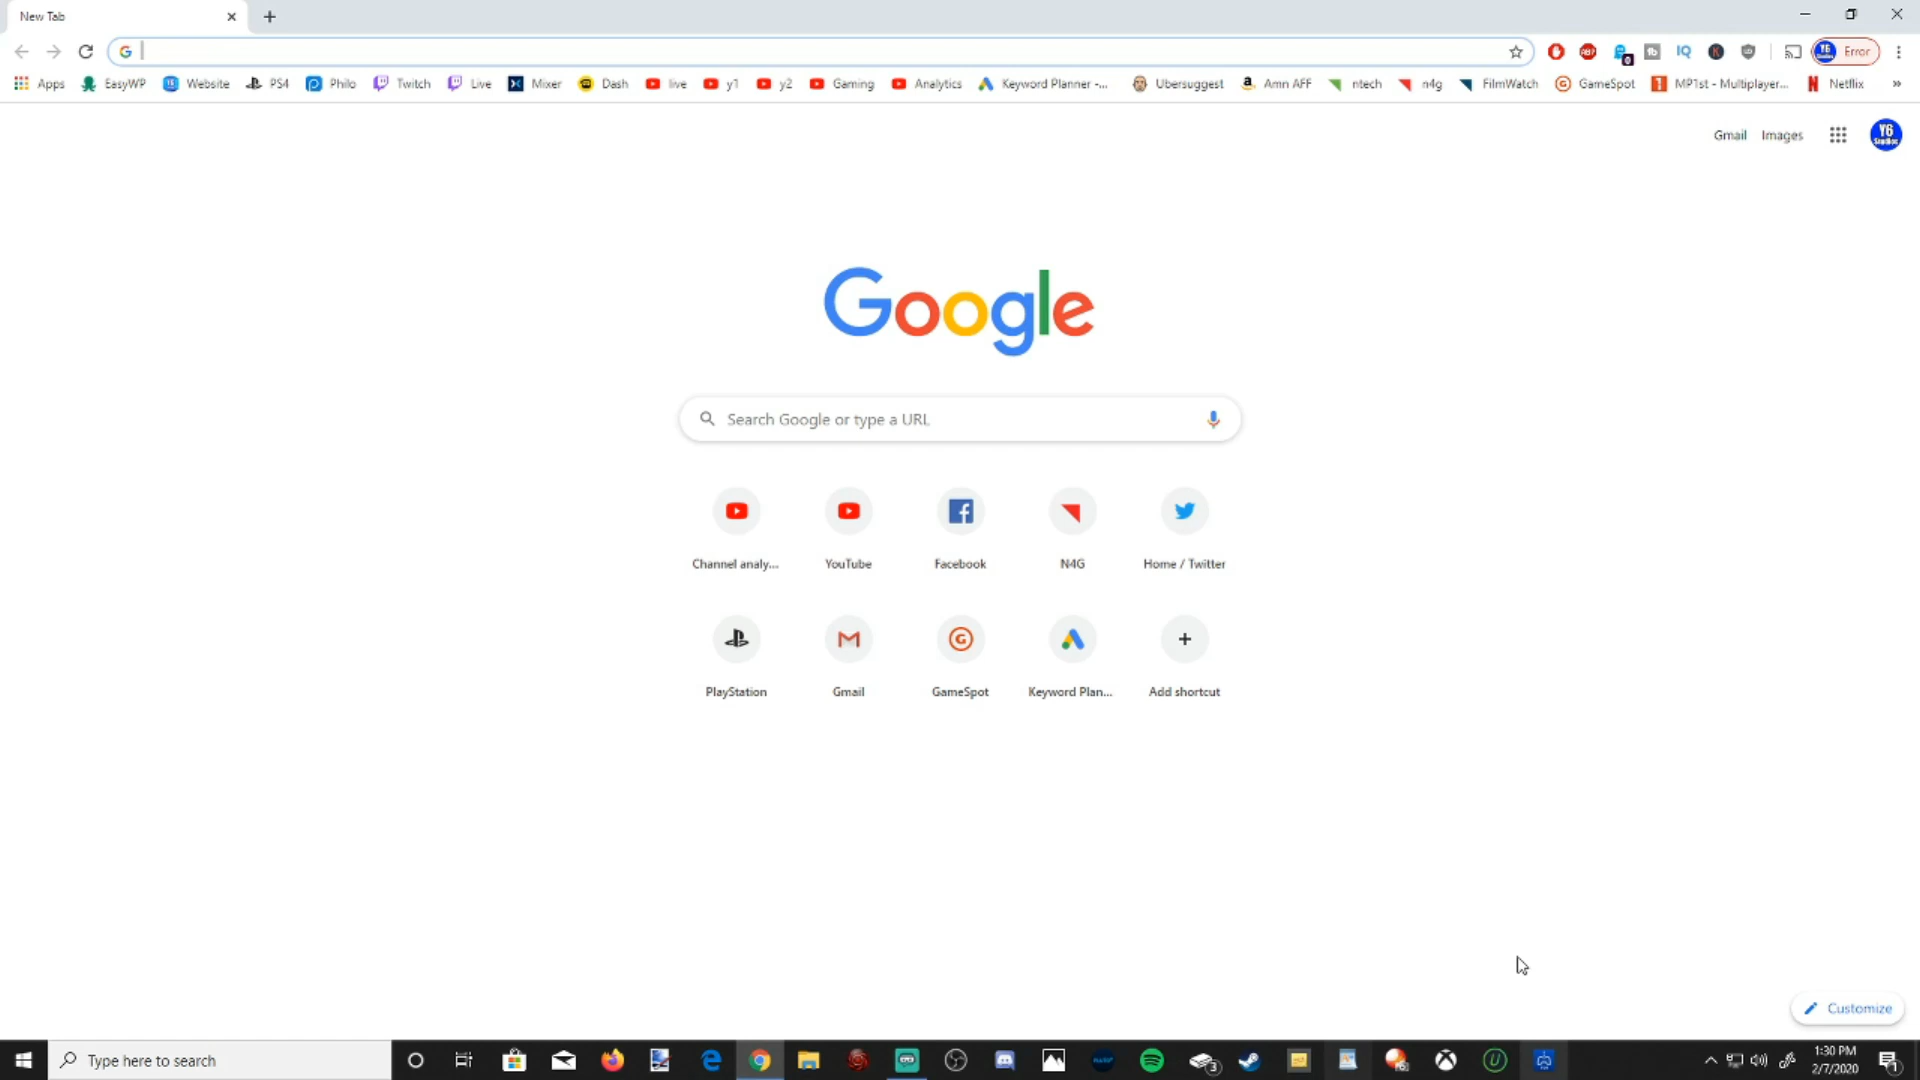 New Tab
Error
Apps EasyWP Website PS4 Philo Twitch Live Mixer Dash live y1 y2 Gaming Analytics Keyword Planner -... Ubersuggest Amn AFF ntech n4g FilmWatch GameSpot MP1st - Multiplayer... Netflix »
Gmail Images
Y6
Google
Search Google or type a URL
Channel analy... YouTube Facebook N4G Home / Twitter
PlayStation Gmail GameSpot Keyword Plan... Add shortcut
Customize
Type here to search
3
1:30 PM
2/7/2020
1